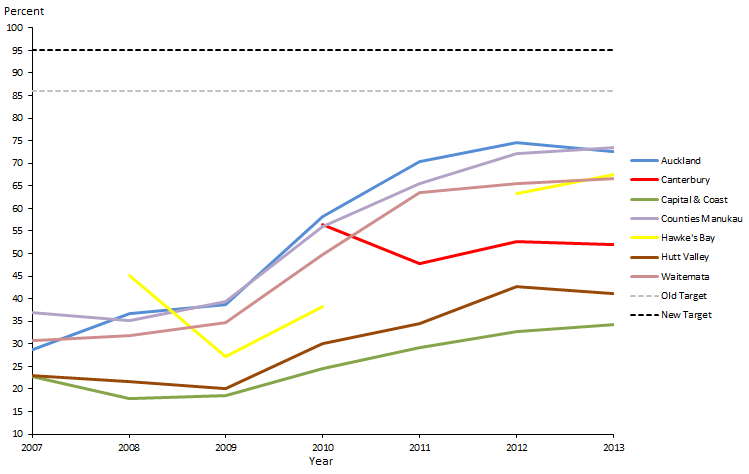 Percent
100
95
90
85
80
75
70
65
60
55
50
45
40
35
30
25
20
15
10
2007 2008 2009 2010 2011 2012 2013
Year
Auckland
Canterbury
Capital & Coast
Counties Manukau
Hawke's Bay
Hutt Valley
Waitemata
Old Target
New Target